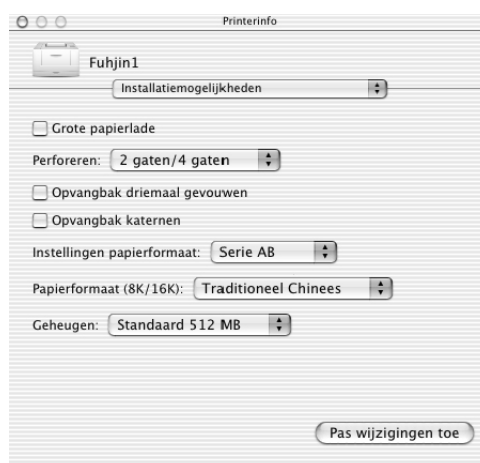 Printerinfo
Fuhjin1
Installatiemogelijkheden
Grote papierlade
Perforeren: 2 gaten/4 gaten
Opvangbak driemaal gevouwen
Opvangbak katernen
Instellingen papierformaat: Serie AB
Papierformaat (8K/16K): Traditioneel Chinees
Geheugen: Standaard 512 MB
Pas wijzigingen toe